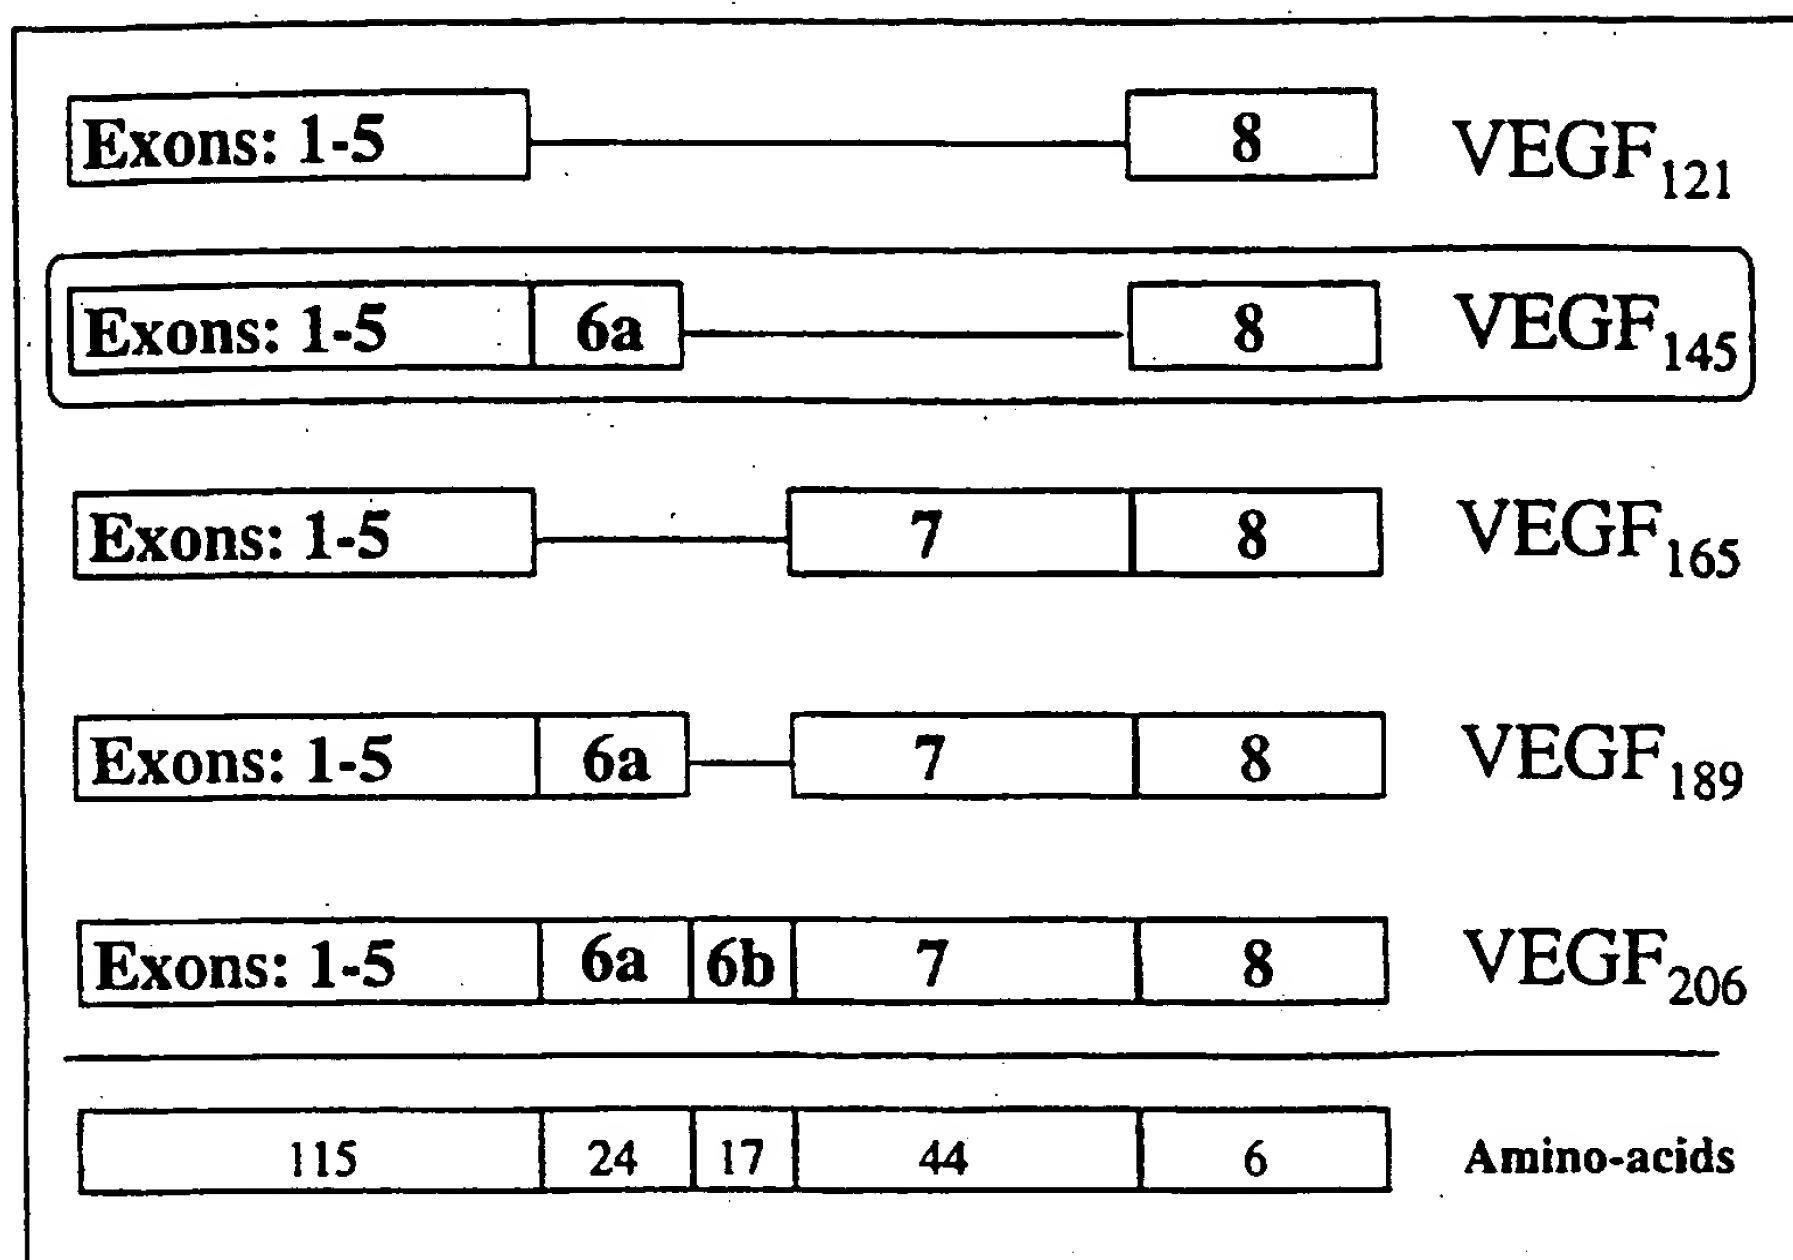 Exons: 1-5 8 VEGF121
Exons: 1-5 6a 8 VEGF145
Exons: 1-5 7 8 VEGF165
Exons: 1-5 6a 7 8 VEGF189
Exons: 1-5 6a 6b 7 8 VEGF206
115 24 17 44 6 Amino-acids